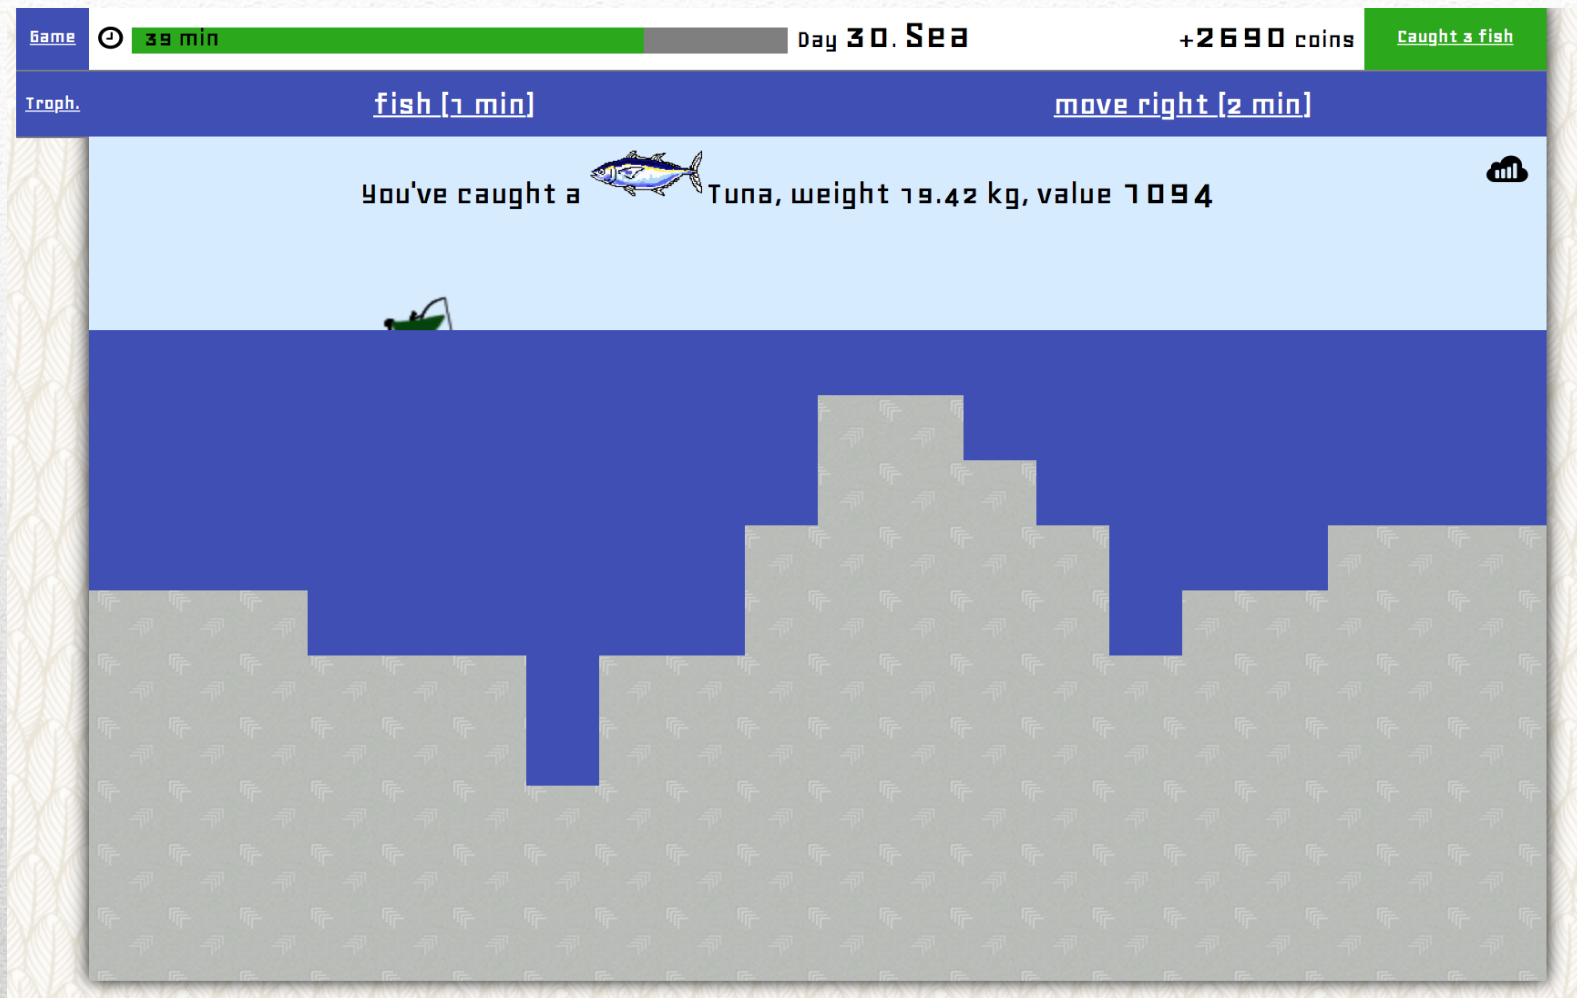 Game 39 min Day 30. Sea +2690 coins Caught 3 fish
Troph. fish [1 min] move right [2 min]
You've caught a Tuna, weight 19.42 kg, value 1094